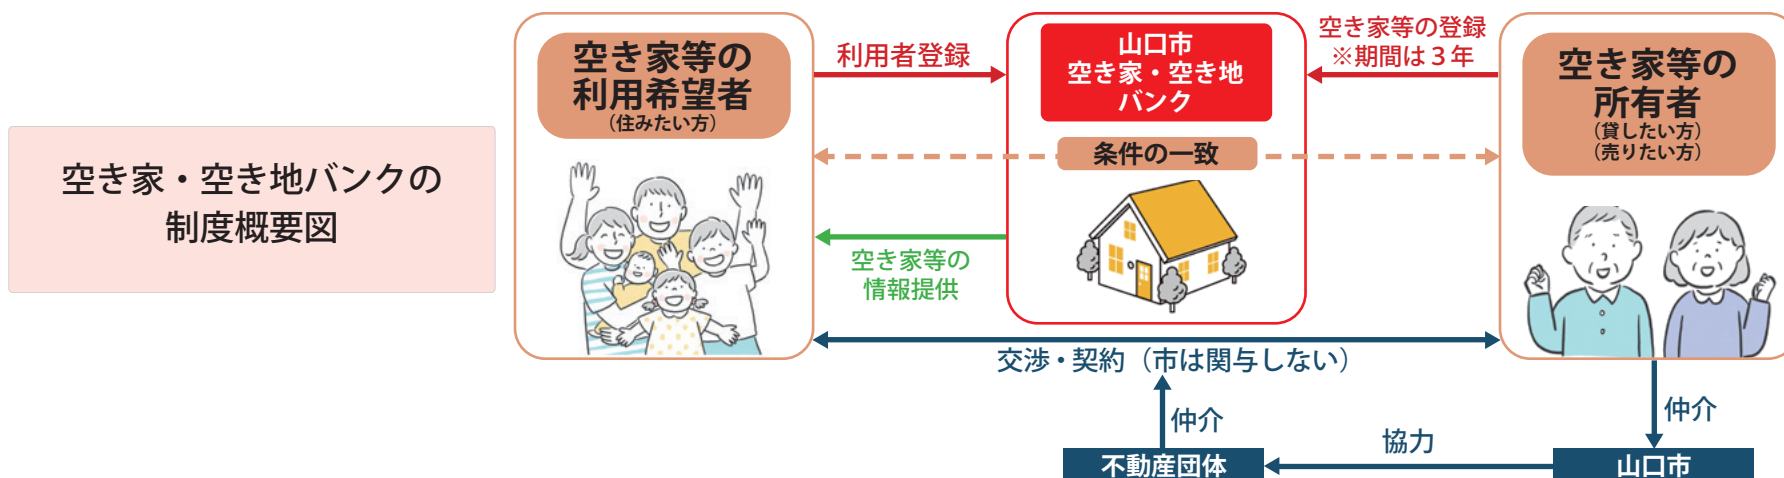 空き家・空き地バンクの
制度概要図
空き家等の
利用希望者
（住みたい方）
利用者登録
山口市
空き家・空き地
バンク
空き家等の登録
※期間は３年
空き家等の
所有者
（貸したい方）
（売りたい方）
条件の一致
空き家等の
情報提供
交渉・契約（市は関与しない）
仲介
仲介
協力
不動産団体
山口市